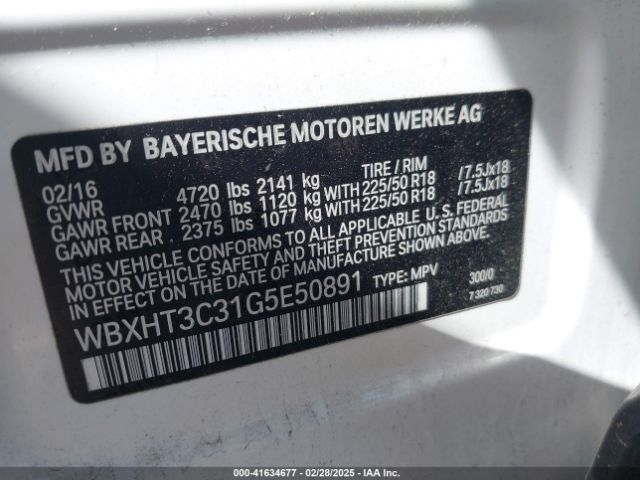 MFD BY BAYERISCHE MOTOREN WERKE AG
02/16 TIRE / RIM
GVWR 4720 lbs 2141 kg
GAWR FRONT 2470 lbs 1120 kg WITH 225/50 R18 /7.5Jx18
GAWR REAR 2375 lbs 1077 kg WITH 225/50 R18 /7.5Jx18
THIS VEHICLE CONFORMS TO ALL APPLICABLE U.S. FEDERAL
MOTOR VEHICLE SAFETY AND THEFT PREVENTION STANDARDS
IN EFFECT ON THE DATE OF MANUFACTURE SHOWN ABOVE.
WBXHT3C31G5E50891 TYPE: MPV 300/0
7 320 730
000-41634677 - 02/28/2025 - IAA Inc.